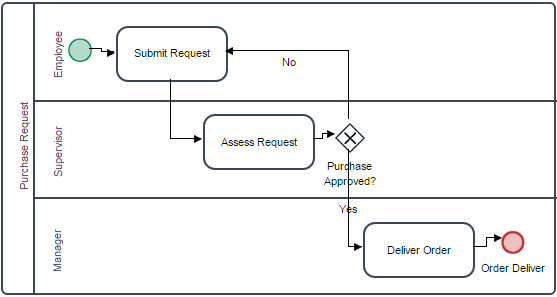 Purchase Request
Employee
Submit Request
No
Supervisor
Assess Request
Purchase
Approved?
Yes
Manager
Deliver Order
Order Deliver